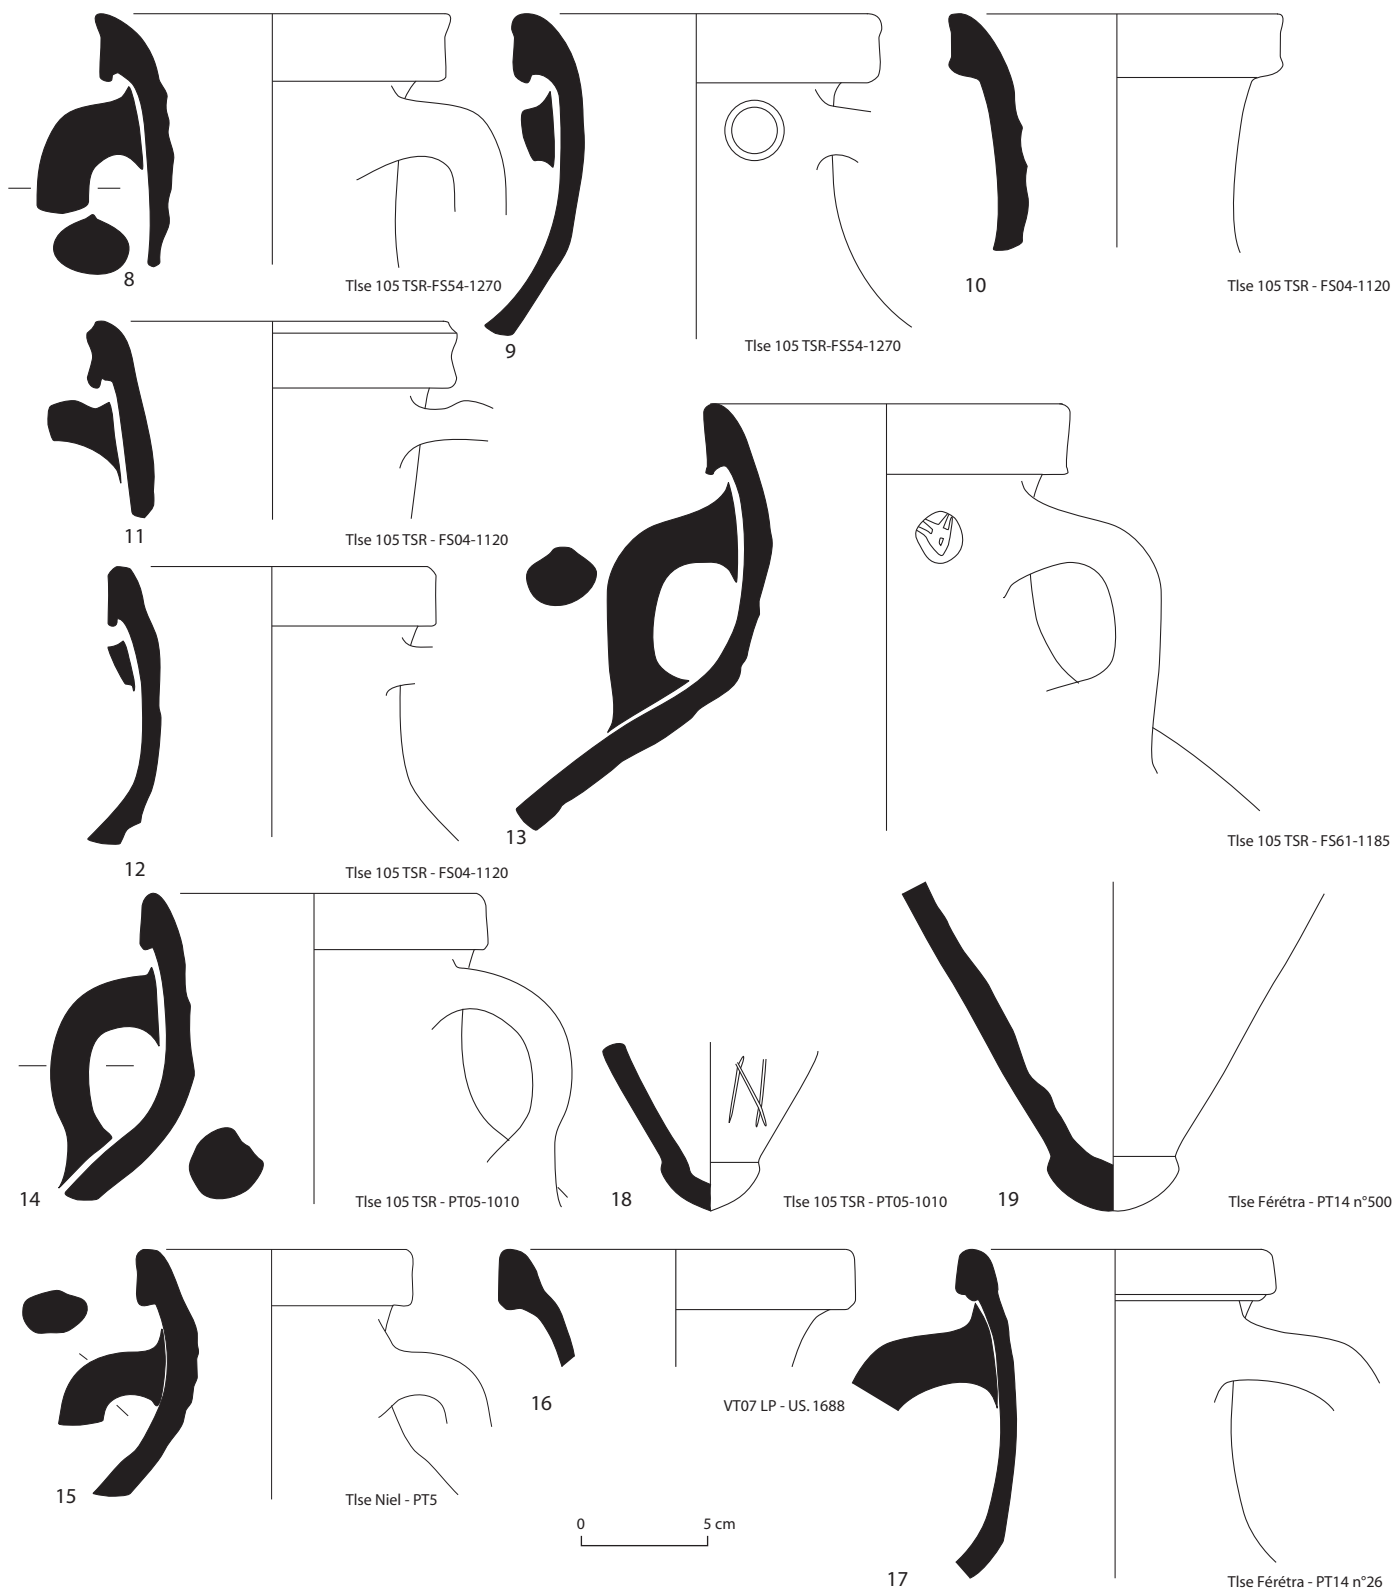 8
Tlse 105 TSR-FS54-1270
9
Tlse 105 TSR-FS54-1270
10
Tlse 105 TSR - FS04-1120
11
Tlse 105 TSR - FS04-1120
12
Tlse 105 TSR - FS04-1120
13
Tlse 105 TSR - FS61-1185
14
Tlse 105 TSR - PT05-1010
18
Tlse 105 TSR - PT05-1010
19
Tlse Férétra - PT14 n°500
15
Tlse Niel - PT5
16
VT07 LP - US. 1688
0 5 cm
17
Tlse Férétra - PT14 n°26